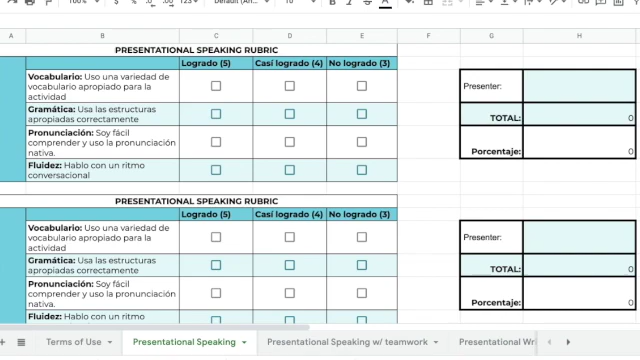 100%
$
%
.0
.00
123
Default (Ari...
10
B
I
S
A
A
B
C
D
E
F
G
H
PRESENTATIONAL SPEAKING RUBRIC
Logrado (5)
Casí logrado (4)
No logrado (3)
Vocabulario: Uso una variedad de
vocabulario apropiado para la
actividad
Gramática: Usa las estructuras
apropiadas correctamente
Pronunciación: Soy fácil
comprender y uso la pronunciación
nativa.
Fluidez: Hablo con un ritmo
conversacional
Presenter:
TOTAL:
0
Porcentaje:
0
PRESENTATIONAL SPEAKING RUBRIC
Logrado (5)
Casí logrado (4)
No logrado (3)
Vocabulario: Uso una variedad de
vocabulario apropiado para la
actividad
Gramática: Usa las estructuras
apropiadas correctamente
Pronunciación: Soy fácil
comprender y uso la pronunciación
nativa.
Fluidez: Hablo con un ritmo
Presenter:
TOTAL:
0
Porcentaje:
0
Terms of Use
Presentational Speaking
Presentational Speaking w/ teamwork
Presentational Wri